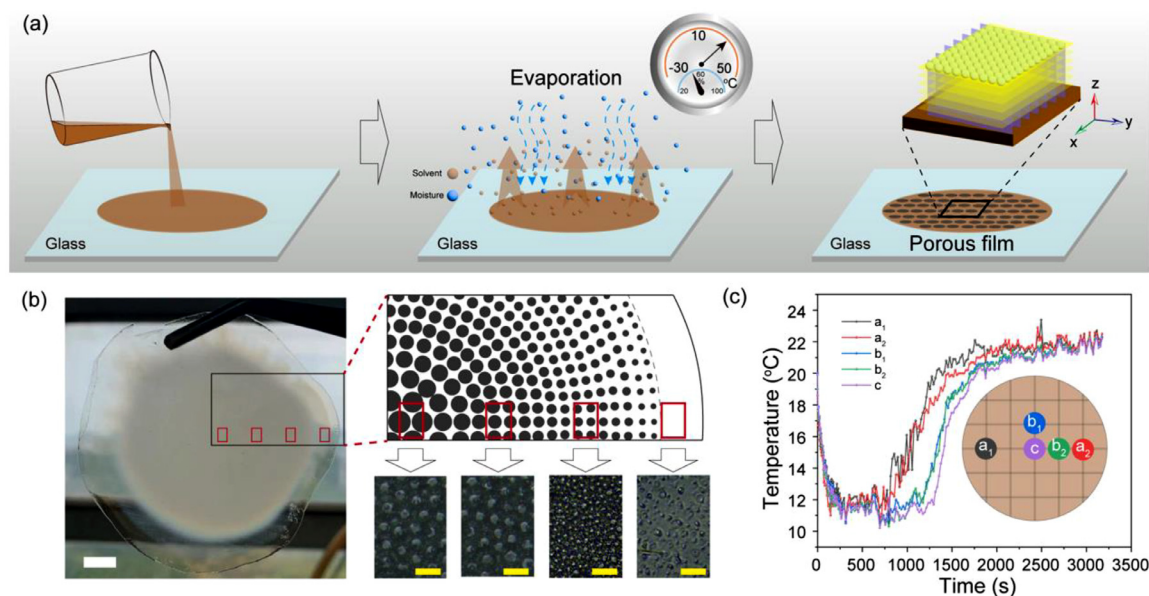 (a)
Glass
Evaporation
Solvent
Moisture
Glass
10
-30
50
60
%
20
100
°C
z
y
x
Glass
Porous film
(b)
(c)
Temperature (°C)
22
20
18
16
14
12
10
a₁
a₂
b₁
b₂
c
b₁
a₁
c
b₂
a₂
0
500
1000
1500
2000
2500
3000
3500
Time (s)